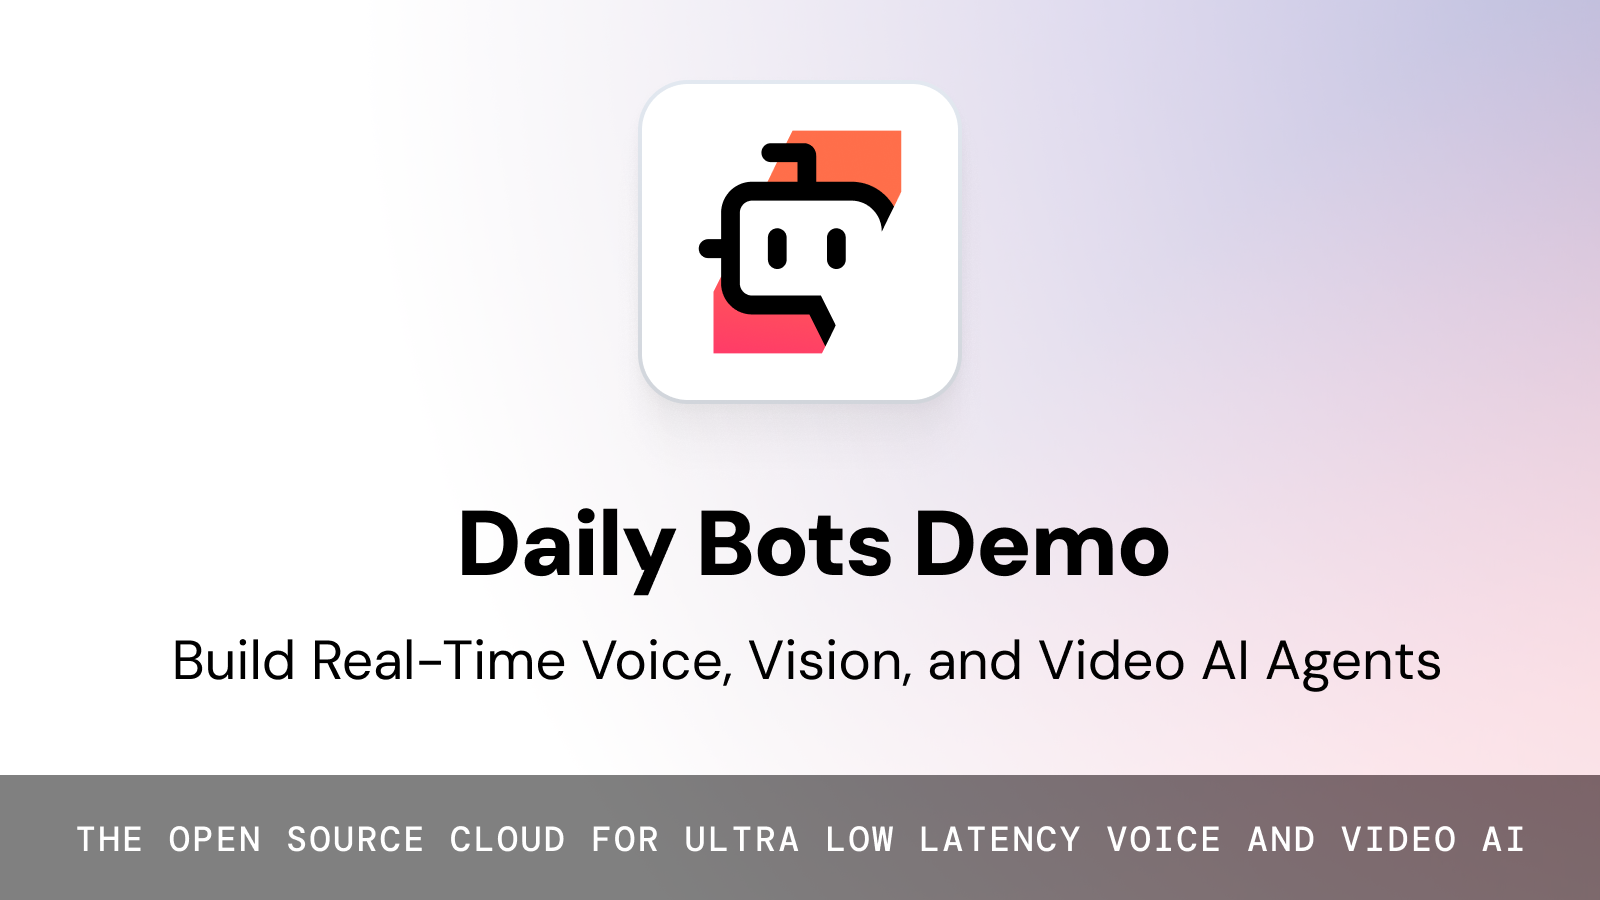 Daily Bots Demo
Build Real-Time Voice, Vision, and Video AI Agents
THE OPEN SOURCE CLOUD FOR ULTRA LOW LATENCY VOICE AND VIDEO AI